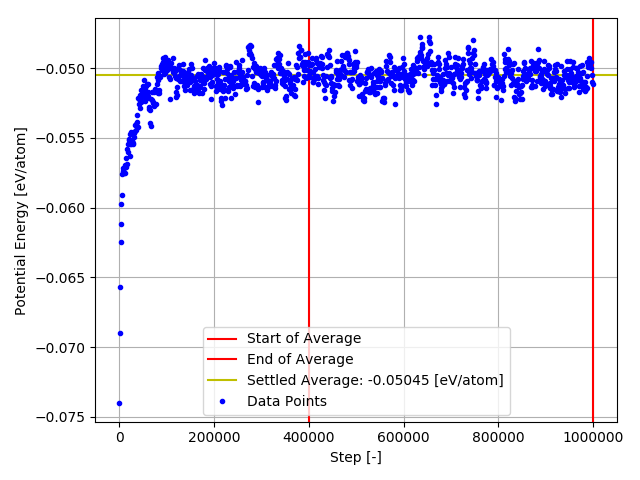 −0.050
−0.055
−0.060
−0.065
−0.070
−0.075
Potential Energy [eV/atom]
Start of Average
End of Average
Settled Average: -0.05045 [eV/atom]
Data Points
0 200000 400000 600000 800000 1000000
Step [-]